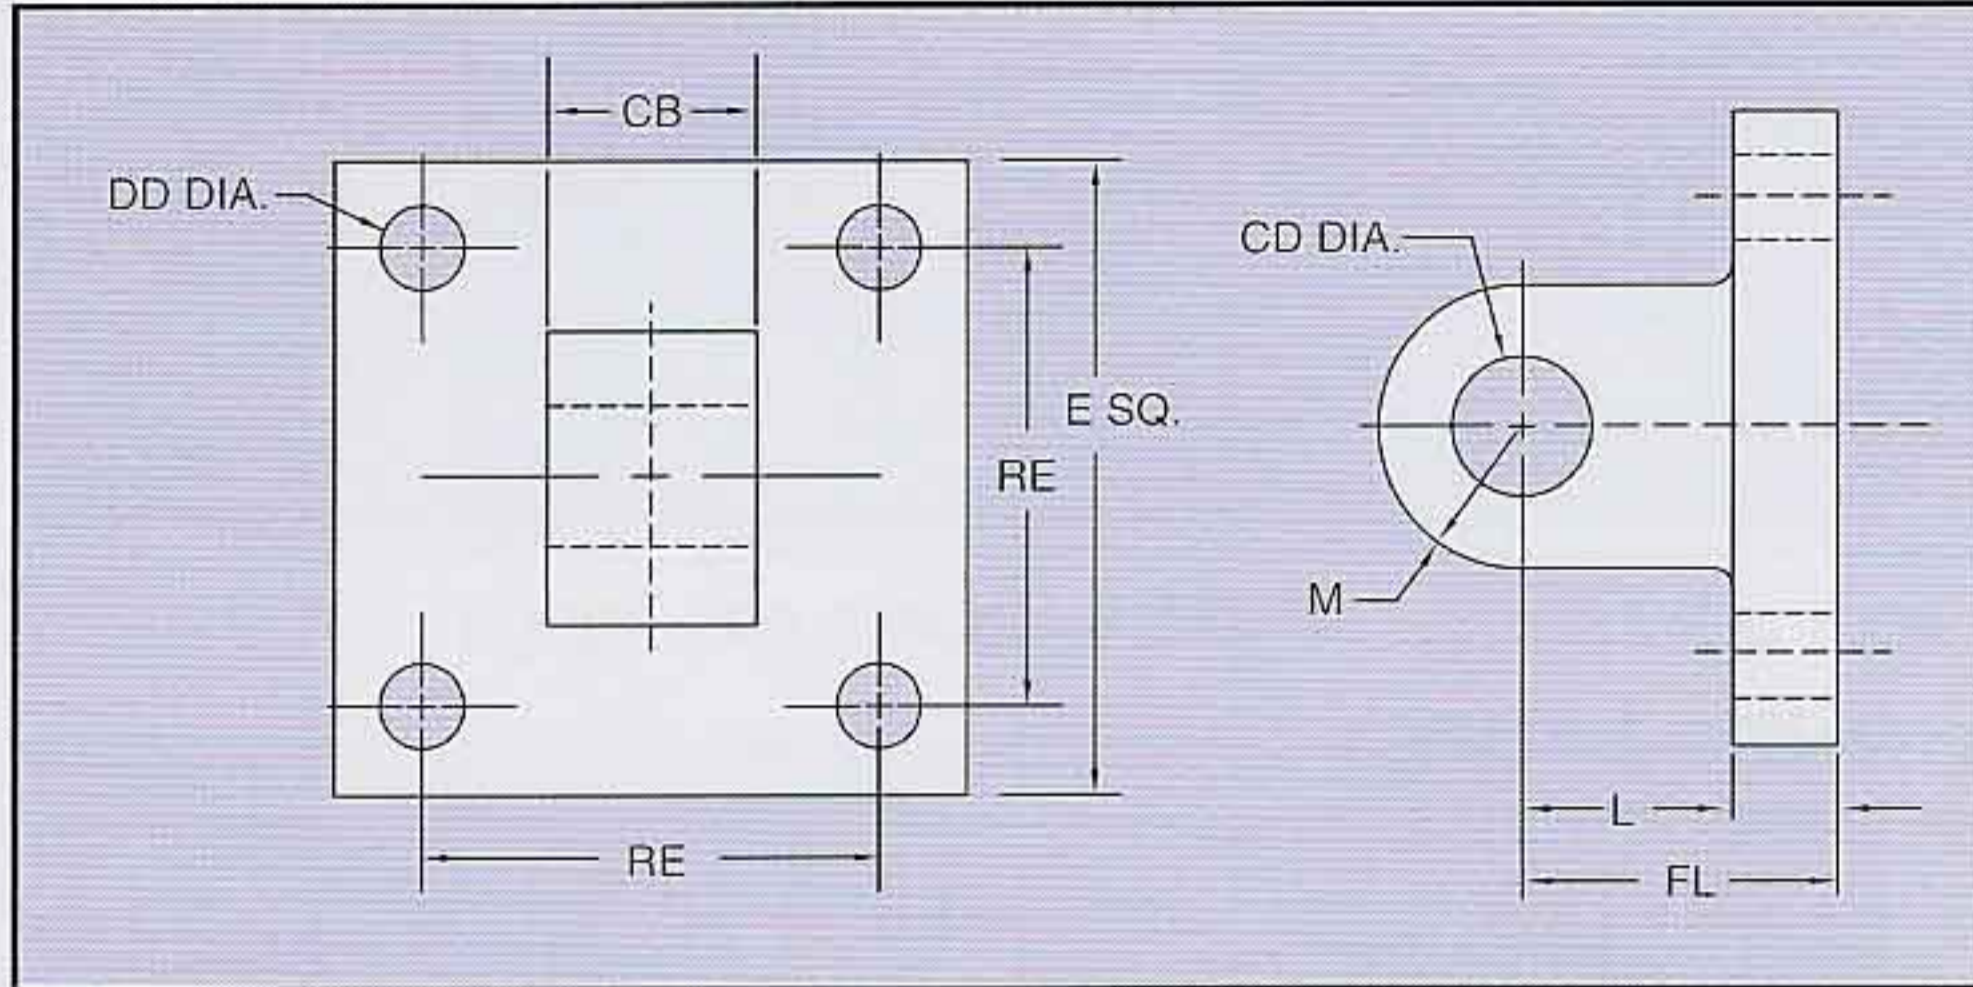 CB
DD DIA.
E SQ.
RE
RE
CD DIA.
M
L
FL